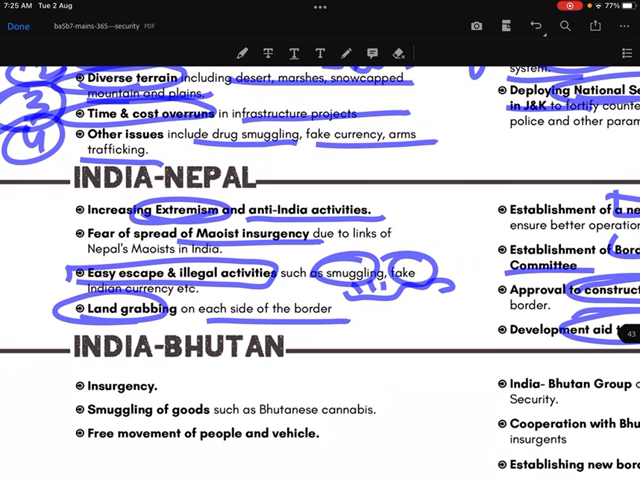 7:25 AM Tue 2 Aug
77%
Done
ba5b7-mains-365---security
PDF
Diverse terrain including desert, marshes, snowcapped
mountain and plains.
Time & cost overruns in infrastructure projects
Other issues include drug smuggling, fake currency, arms
trafficking.
system.
Deploying National Se
in J&K to fortify counte
police and other param
INDIA-NEPAL
Increasing Extremism and anti-India activities.
Fear of spread of Maoist insurgency due to links of
Nepal's Maoists in India.
Easy escape & illegal activities such as smuggling, fake
Indian currency etc.
Land grabbing on each side of the border
Establishment of a ne
ensure better operation
Establishment of Bord
Committee
Approval to construct
border.
Development aid t
43
INDIA-BHUTAN
Insurgency.
Smuggling of goods such as Bhutanese cannabis.
Free movement of people and vehicle.
India- Bhutan Group o
Security.
Cooperation with Bhu
insurgents
Establishing new bord